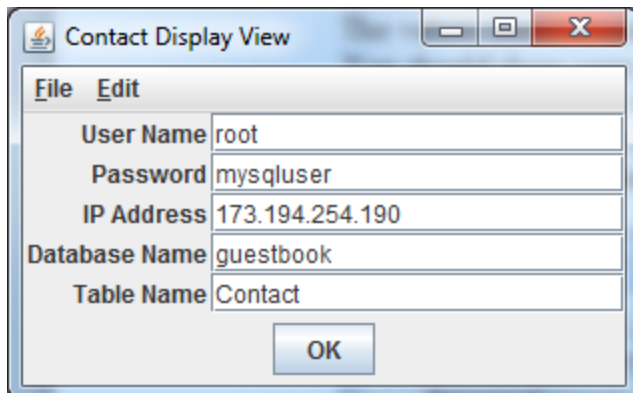 Contact Display View
File Edit
User Name root
Password mysqluser
IP Address 173.194.254.190
Database Name guestbook
Table Name Contact
OK